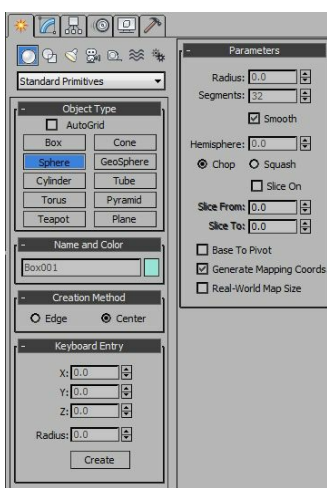 Standard Primitives
- Object Type
AutoGrid
Box Cone
Sphere GeoSphere
Cylinder Tube
Torus Pyramid
Teapot Plane
- Name and Color
Box001
- Creation Method
Edge Center
- Keyboard Entry
X: 0.0
Y: 0.0
Z: 0.0
Radius: 0.0
Create
- Parameters
Radius: 0.0
Segments: 32
Smooth
Hemisphere: 0.0
Chop Squash
Slice On
Slice From: 0.0
Slice To: 0.0
Base To Pivot
Generate Mapping Coords
Real-World Map Size